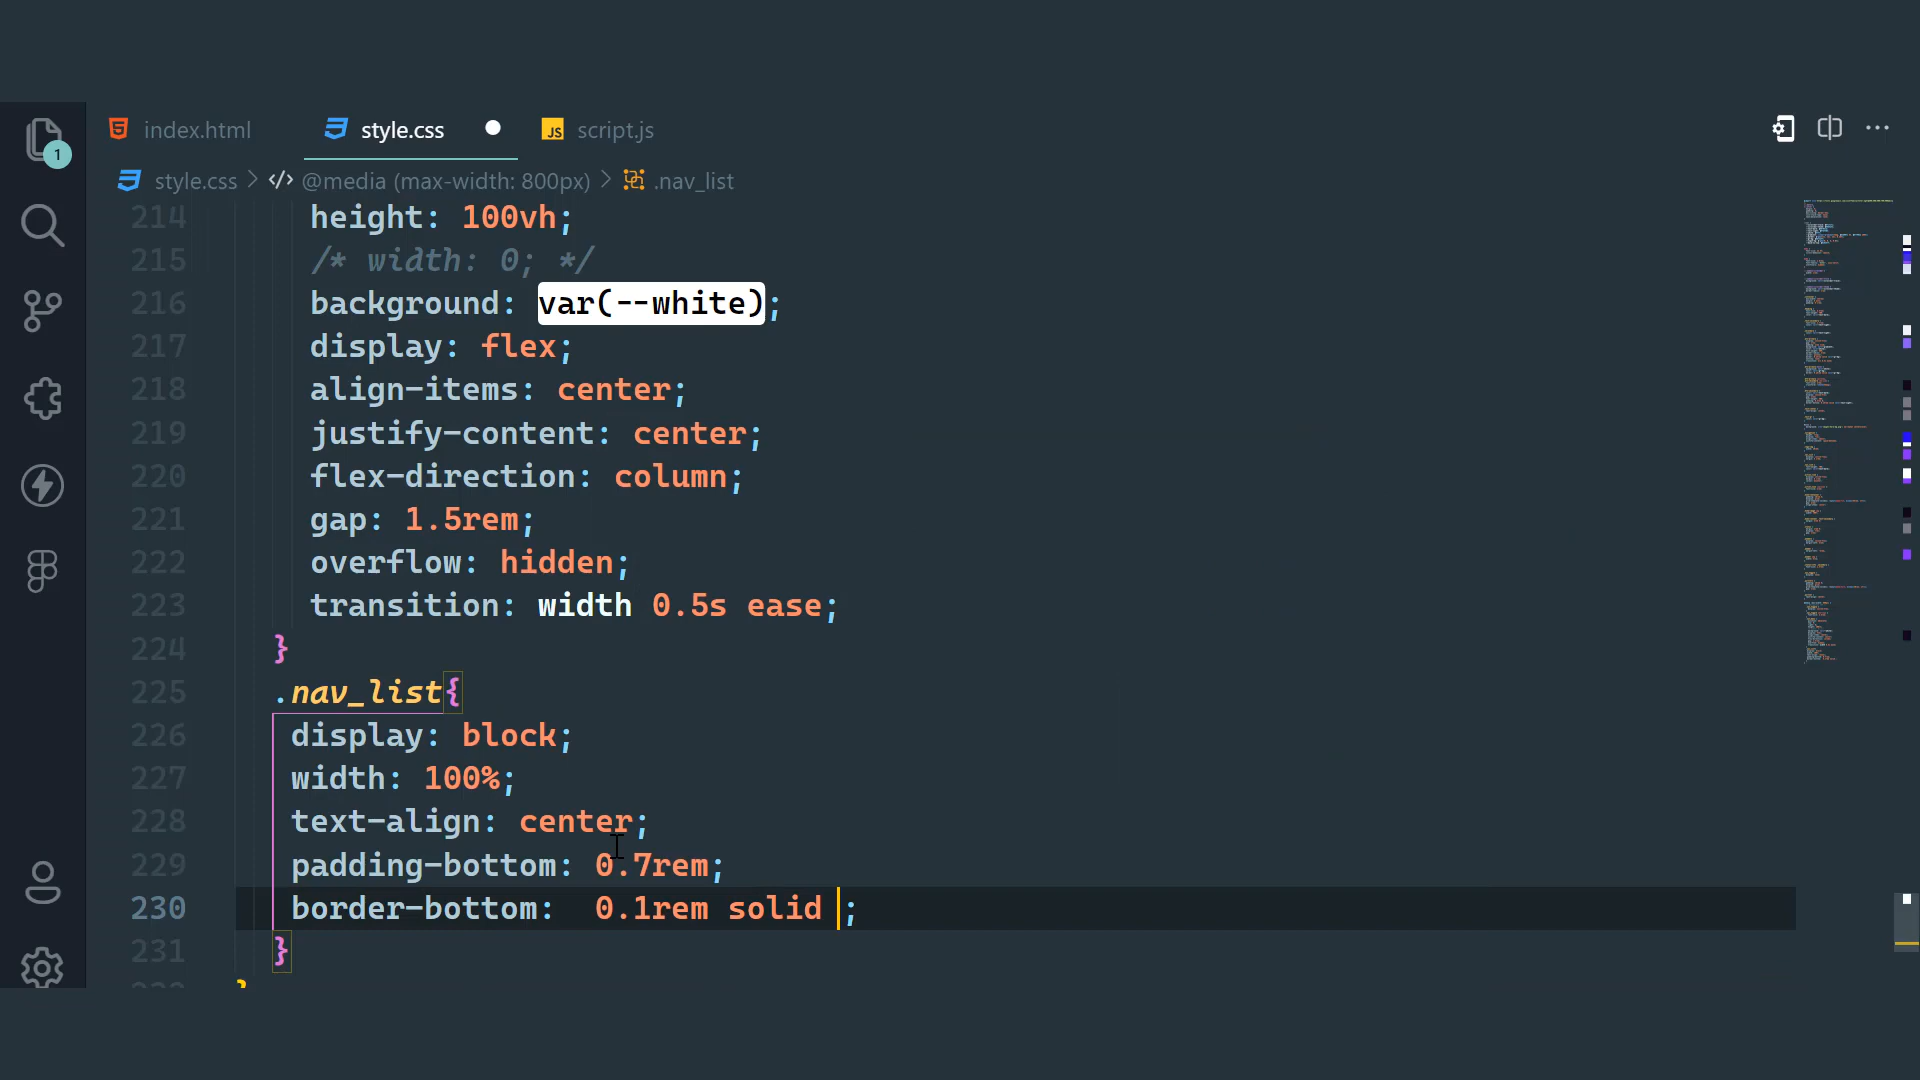 index.html
style.css
JS script.js
style.css > </> @media (max-width: 800px) > .nav_list
1
214 height: 100vh;
215 /* width: 0; */
216 background: var(--white);
217 display: flex;
218 align-items: center;
219 justify-content: center;
220 flex-direction: column;
221 gap: 1.5rem;
222 overflow: hidden;
223 transition: width 0.5s ease;
224 }
225 .nav_list{
226 display: block;
227 width: 100%;
228 text-align: center;
229 padding-bottom: 0.7rem;
230 border-bottom:  0.1rem solid ;
231 }